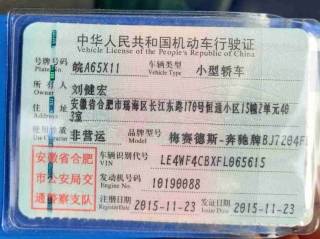 中华人民共和国机动车行驶证
Vehicle License of the People's Republic of China
号牌号码 皖A65X11 车辆类型 小型轿车
Plate No. Vehicle Type
所有人 刘健宏
Owner
住址 安徽省合肥市瑶海区长江东路170号恒通小区15幢2单元40
Address 3室
使用性质 非营运 品牌型号 梅赛德斯-奔驰牌BJ7204F
安徽省合肥
市公安局交
通警察支队
车辆识别代号 LE4WF4CBXFL065615
VIN
发动机号码 10190088
Engine No.
注册日期 2015-11-23 发证日期 2015-11-23
Register Date Issue Date